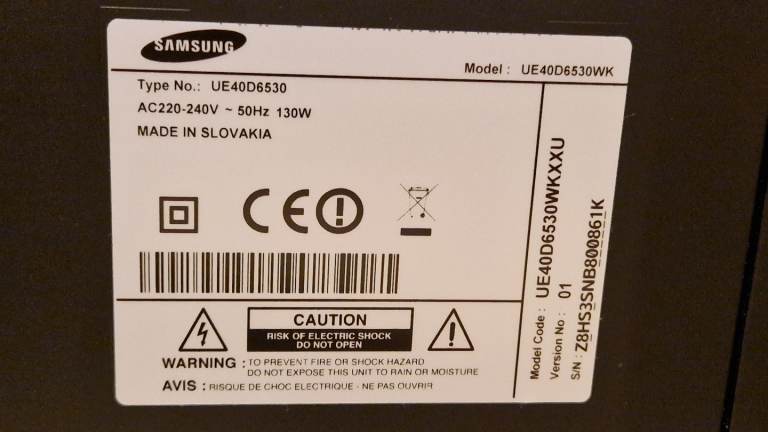 SAMSUNG
Model : UE40D6530WK
Type No.: UE40D6530
AC220-240V ~ 50Hz 130W
MADE IN SLOVAKIA
CE
CAUTION
RISK OF ELECTRIC SHOCK
DO NOT OPEN
WARNING : TO PREVENT FIRE OR SHOCK HAZARD
DO NOT EXPOSE THIS UNIT TO RAIN OR MOISTURE
AVIS : RISQUE DE CHOC ELECTRIQUE - NE PAS OUVRIR
Model Code : UE40D6530WKXXU
Version No : 01
S/N : Z8HS3SNB800861K